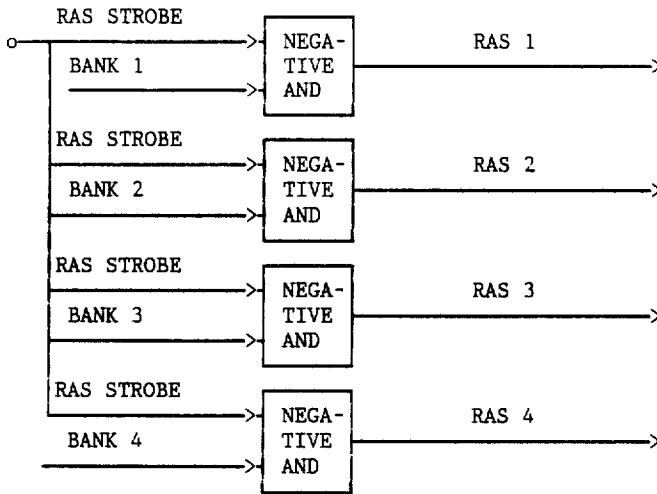 RAS STROBE
BANK 1
NEGA-
TIVE
AND
RAS 1
RAS STROBE
BANK 2
NEGA-
TIVE
AND
RAS 2
RAS STROBE
BANK 3
NEGA-
TIVE
AND
RAS 3
RAS STROBE
BANK 4
NEGA-
TIVE
AND
RAS 4